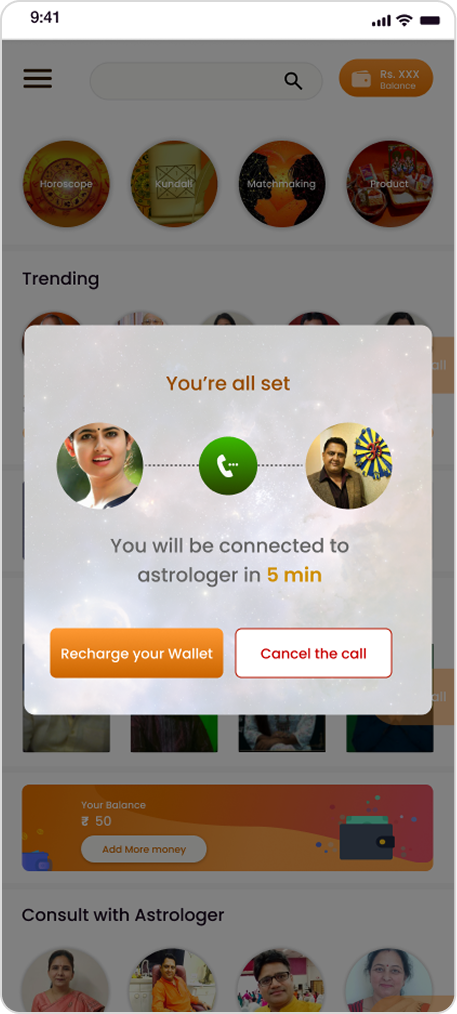 9:41
Rs. XXX
Balance
Horoscope
Kundali
Matchmaking
Product
Trending
all
You’re all set
You will be connected to
astrologer in 5 min
Recharge your Wallet
Cancel the call
all
Your Balance
₹ 50
Add More money
Consult with Astrologer